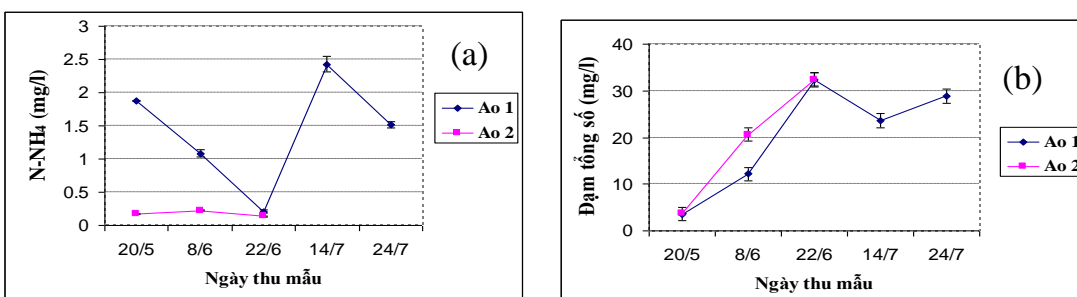 (a)
N-NH4 (mg/l)
3
2.5
2
1.5
1
0.5
0
20/5 8/6 22/6 14/7 24/7
Ngày thu mẫu
Ao 1
Ao 2
(b)
Đạm tổng số (mg/l)
40
30
20
10
0
20/5 8/6 22/6 14/7 24/7
Ngày thu mẫu
Ao 1
Ao 2